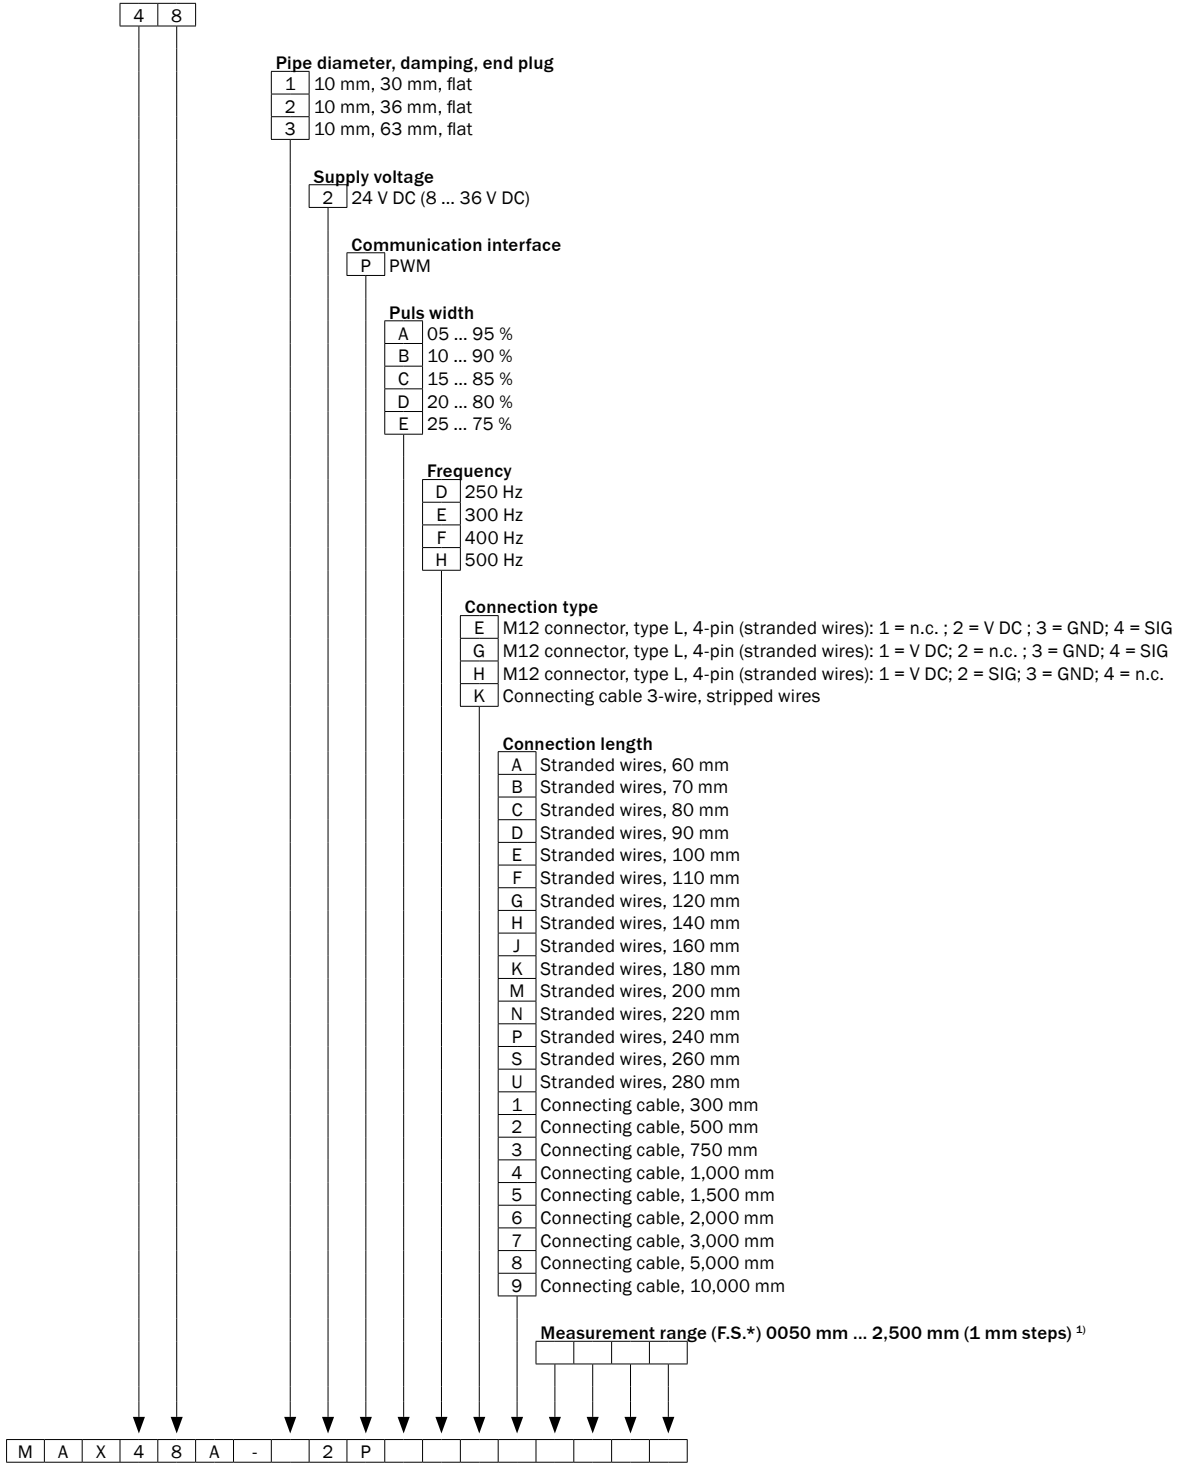 4 8
Pipe diameter, damping, end plug
1 10 mm, 30 mm, flat
2 10 mm, 36 mm, flat
3 10 mm, 63 mm, flat
Supply voltage
2 24 V DC (8 ... 36 V DC)
Communication interface
P PWM
Puls width
A 05 ... 95 %
B 10 ... 90 %
C 15 ... 85 %
D 20 ... 80 %
E 25 ... 75 %
Frequency
D 250 Hz
E 300 Hz
F 400 Hz
H 500 Hz
Connection type
E M12 connector, type L, 4-pin (stranded wires): 1 = n.c. ; 2 = V DC ; 3 = GND; 4 = SIG
G M12 connector, type L, 4-pin (stranded wires): 1 = V DC; 2 = n.c. ; 3 = GND; 4 = SIG
H M12 connector, type L, 4-pin (stranded wires): 1 = V DC; 2 = SIG; 3 = GND; 4 = n.c.
K Connecting cable 3-wire, stripped wires
Connection length
A Stranded wires, 60 mm
B Stranded wires, 70 mm
C Stranded wires, 80 mm
D Stranded wires, 90 mm
E Stranded wires, 100 mm
F Stranded wires, 110 mm
G Stranded wires, 120 mm
H Stranded wires, 140 mm
J Stranded wires, 160 mm
K Stranded wires, 180 mm
M Stranded wires, 200 mm
N Stranded wires, 220 mm
P Stranded wires, 240 mm
S Stranded wires, 260 mm
U Stranded wires, 280 mm
1 Connecting cable, 300 mm
2 Connecting cable, 500 mm
3 Connecting cable, 750 mm
4 Connecting cable, 1,000 mm
5 Connecting cable, 1,500 mm
6 Connecting cable, 2,000 mm
7 Connecting cable, 3,000 mm
8 Connecting cable, 5,000 mm
9 Connecting cable, 10,000 mm
Measurement range (F.S.*) 0050 mm ... 2,500 mm (1 mm steps) 1)
M A X 4 8 A - 2 P